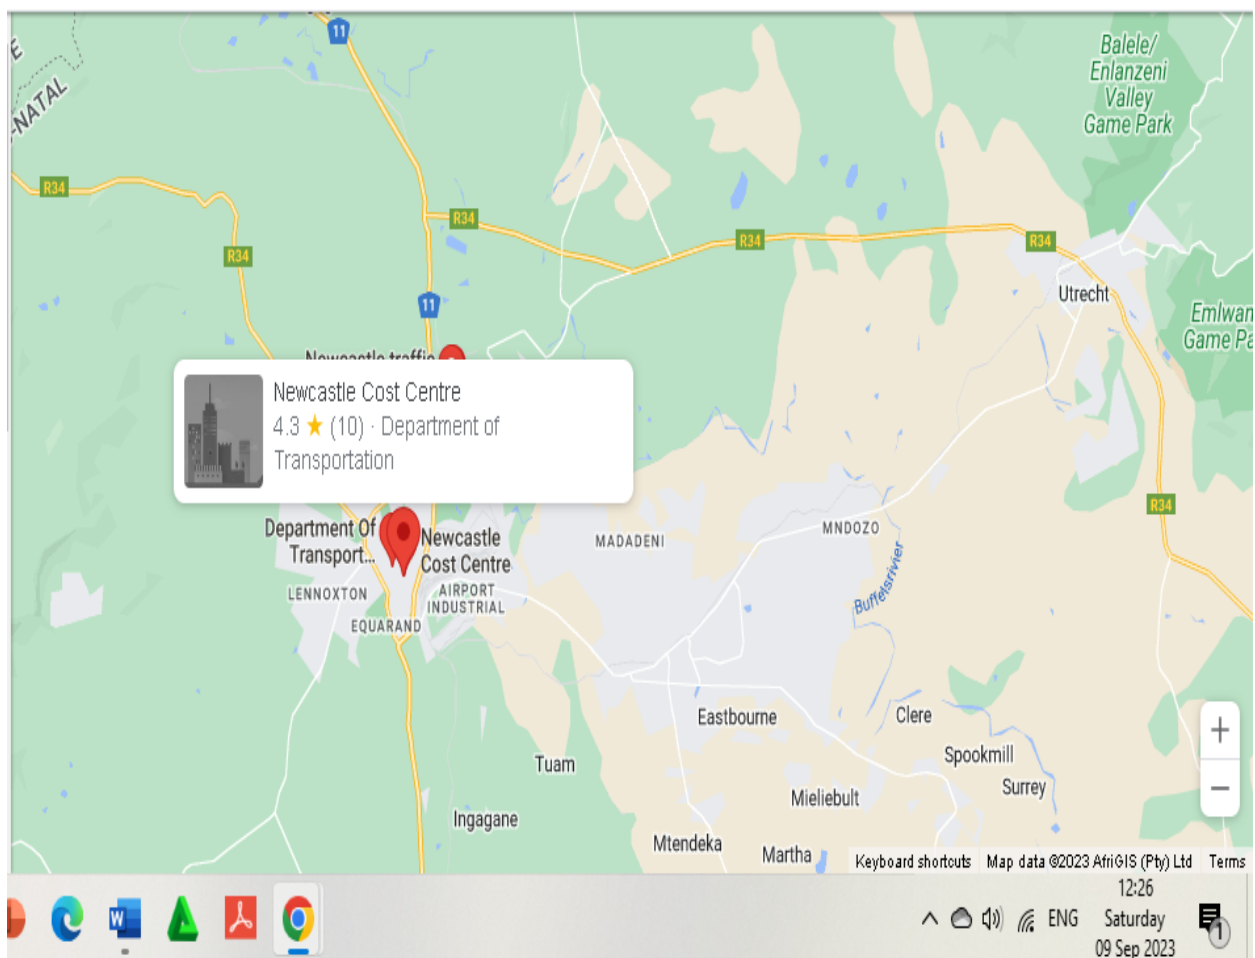 11
Balele/
Enlanzeni
Valley
Game Park
E
-NATAL
R34
R34
R34
R34
R34
11
Utrecht
Emlwan
Game Pa
Newcastle traffic
Newcastle Cost Centre
4.3 ★ (10) · Department of
Transportation
R34
Department Of
Transport...
Newcastle
Cost Centre
MADADENI
MNDOZO
LENNOXTON
AIRPORT
INDUSTRIAL
Buffelsrivier
EQUARAND
Eastbourne
Clere
Spookmill
Surrey
Tuam
Mieliebult
Ingagane
Mtendeka
Martha
+
−
Keyboard shortcuts Map data ©2023 AfriGIS (Pty) Ltd Terms
W
ENG
12:26
Saturday
09 Sep 2023
1